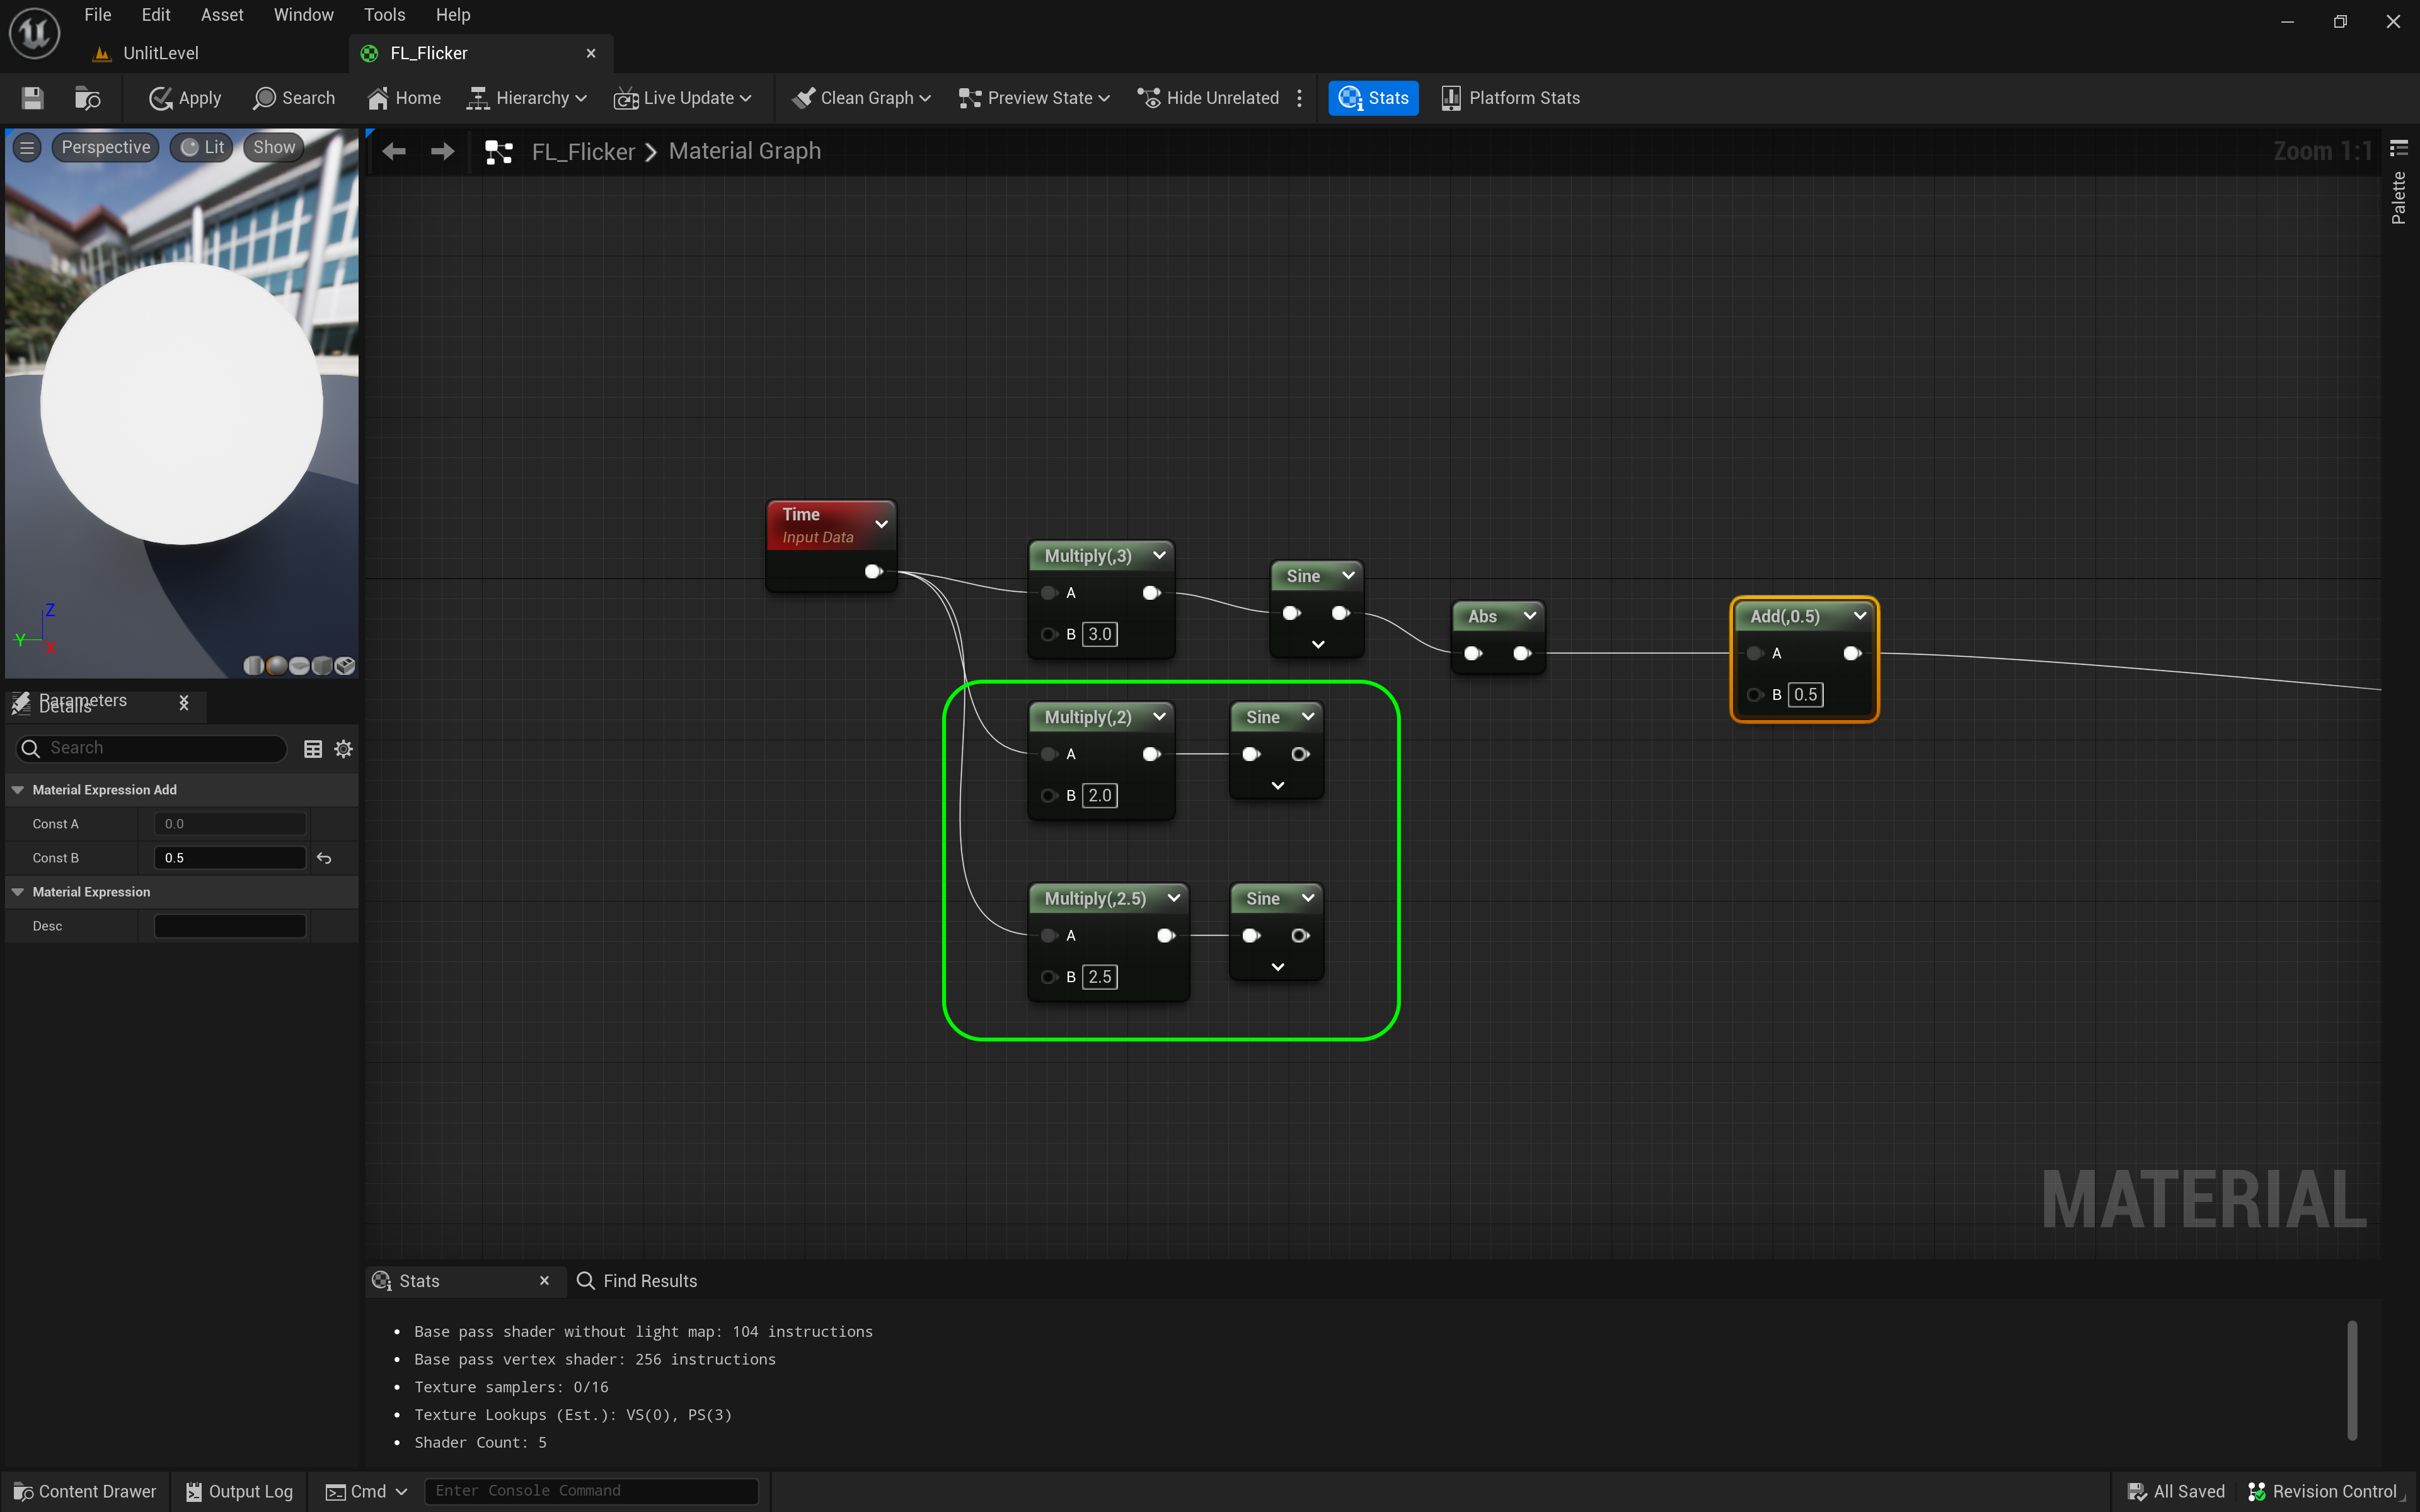 File Edit Asset Window Tools Help
UnlitLevel FL_Flicker
Apply Search Home Hierarchy Live Update Clean Graph Preview State Hide Unrelated Stats Platform Stats
Perspective Lit Show
FL_Flicker Material Graph Zoom 1:1
Palette
Time
Input Data
Multiply(,3)
A
B 3.0
Sine
Abs
Add(,0.5)
A
B 0.5
Multiply(,2)
A
B 2.0
Sine
Multiply(,2.5)
A
B 2.5
Sine
MATERIAL
Z
Y
X
Parameters
Details
Search
Material Expression Add
Const A 0.0
Const B 0.5
Material Expression
Desc
Stats Find Results
Base pass shader without light map: 104 instructions
Base pass vertex shader: 256 instructions
Texture samplers: 0/16
Texture Lookups (Est.): VS(0), PS(3)
Shader Count: 5
Content Drawer Output Log Cmd Enter Console Command All Saved Revision Control